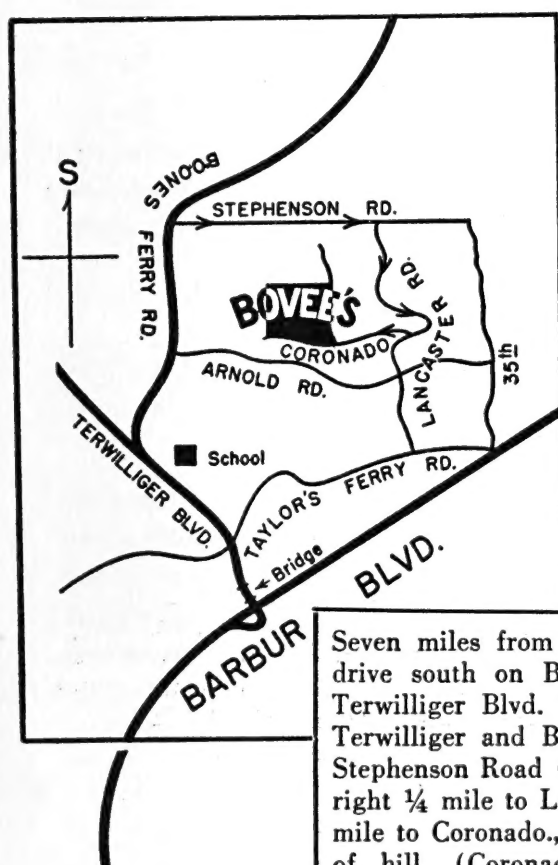 BOONES
FERRY RD.
S
STEPHENSON RD.
BOVEE'S
CORONADO
LANCASTER RD.
35th
ARNOLD RD.
TERWILLIGER BLVD.
School
TAYLOR'S FERRY RD.
Bridge
BARBUR BLVD.
Seven miles from
drive south on B
Terwilliger Blvd.
Terwilliger and B
Stephenson Road
right ¼ mile to L
mile to Coronado.,
of hill. (Corona